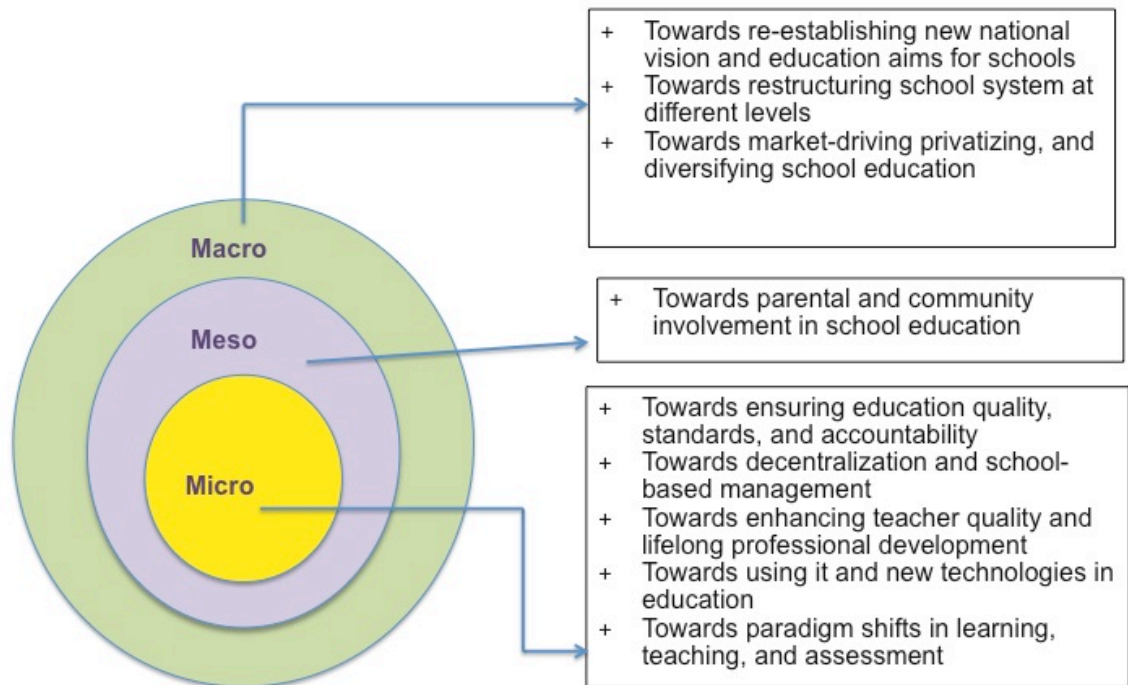 + Towards re-establishing new national
vision and education aims for schools
+ Towards restructuring school system at
different levels
+ Towards market-driving privatizing, and
diversifying school education
Macro
+ Towards parental and community
involvement in school education
Meso
+ Towards ensuring education quality,
standards, and accountability
+ Towards decentralization and school-
based management
+ Towards enhancing teacher quality and
lifelong professional development
+ Towards using it and new technologies in
education
+ Towards paradigm shifts in learning,
teaching, and assessment
Micro